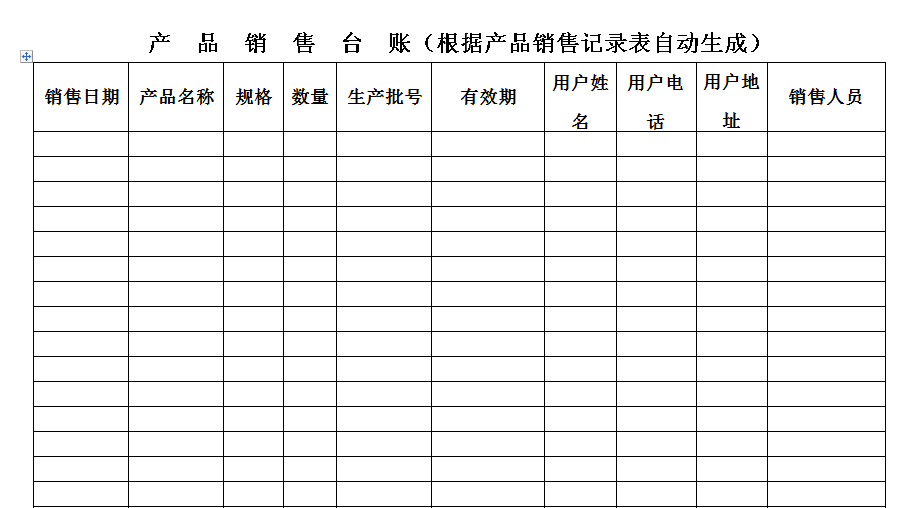 产 品 销 售 台 账（根据产品销售记录表自动生成）
销售日期 产品名称 规格 数量 生产批号 有效期 用户姓名 用户电话 用户地址 销售人员